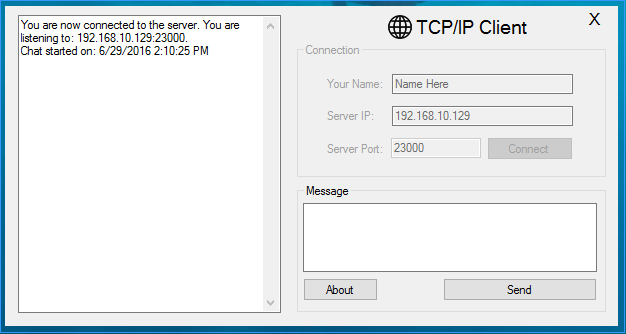 You are now connected to the server. You are
listening to: 192.168.10.129:23000.
Chat started on: 6/29/2016 2:10:25 PM
X
TCP/IP Client
Connection
Your Name: Name Here
Server IP: 192.168.10.129
Server Port: 23000 Connect
Message
About Send